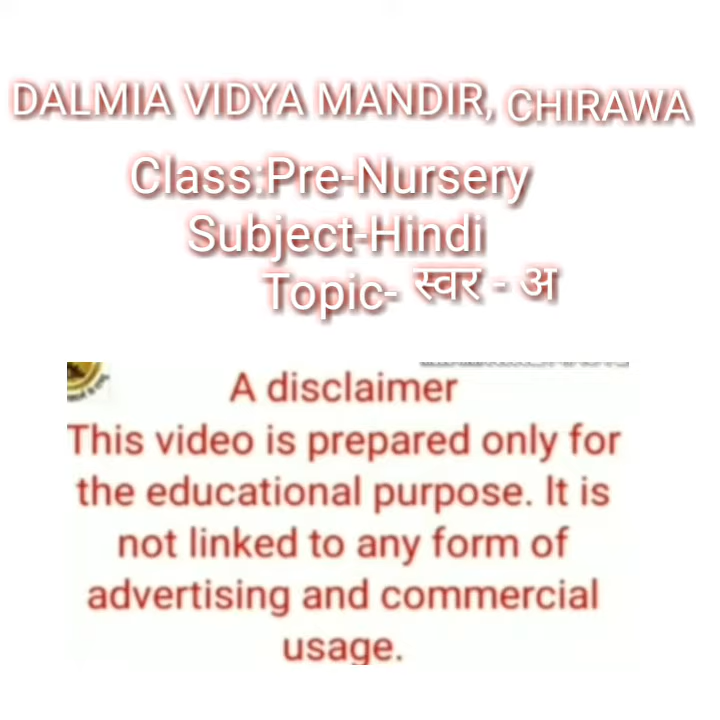 DALMIA VIDYA MANDIR, CHIRAWA
Class:Pre-Nursery
Subject-Hindi
Topic- स्वर - अ
A disclaimer
This video is prepared only for
the educational purpose. It is
not linked to any form of
advertising and commercial
usage.